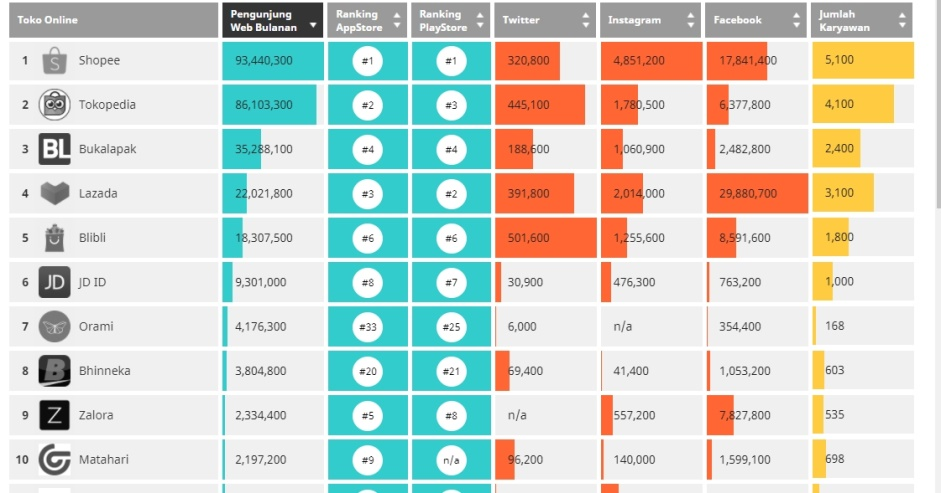 Toko Online Pengunjung Web Bulanan Ranking AppStore Ranking PlayStore Twitter Instagram Facebook Jumlah Karyawan
1 S Shopee 93,440,300 #1 #1 320,800 4,851,200 17,841,400 5,100
2 Tokopedia 86,103,300 #2 #3 445,100 1,780,500 6,377,800 4,100
3 BL Bukalapak 35,288,100 #4 #4 188,600 1,060,900 2,482,800 2,400
4 Lazada 22,021,800 #3 #2 391,800 2,014,000 29,880,700 3,100
5 Blibli 18,307,500 #6 #6 501,600 1,255,600 8,591,600 1,800
6 JD JD ID 9,301,000 #8 #7 30,900 476,300 763,200 1,000
7 Orami 4,176,300 #33 #25 6,000 n/a 354,400 168
8 B Bhinneka 3,804,800 #20 #21 69,400 41,400 1,053,200 603
9 Z Zalora 2,334,400 #5 #8 n/a 557,200 7,827,800 535
10 Matahari 2,197,200 #9 n/a 96,200 140,000 1,599,100 698